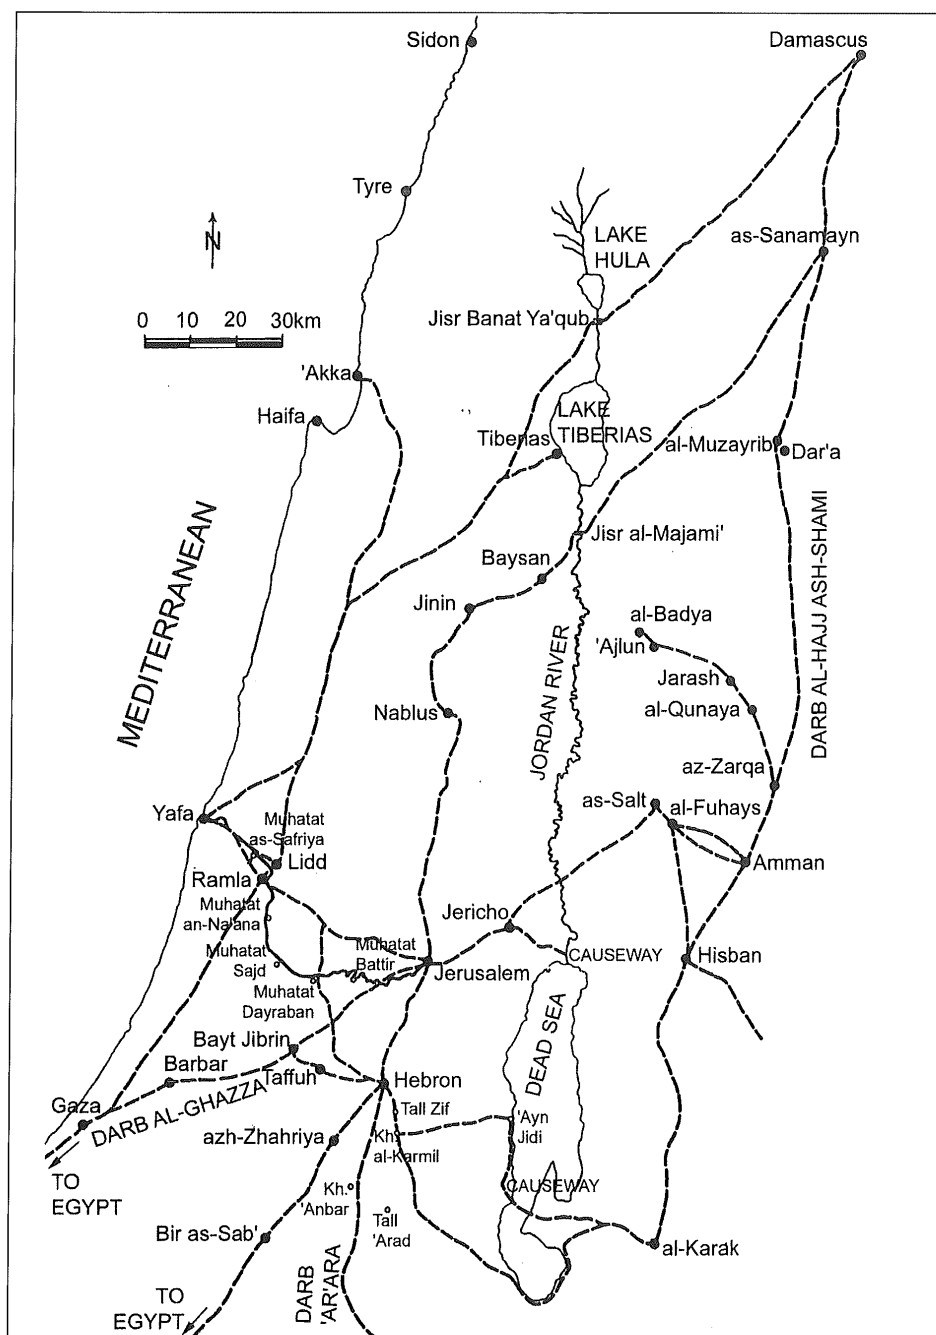 Sidon
Damascus
Tyre
N
LAKE
HULA
as-Sanamayn
0 10 20 30km
Jisr Banat Ya'qub
'Akka
Haifa
LAKE
TIBERIAS
Tiberias
al-Muzayrib
Dar'a
MEDITERRANEAN
Jisr al-Majami'
Baysan
DARB AL-HAJJ ASH-SHAMI
Jinin
al-Badya
'Ajlun
JORDAN RIVER
Jarash
Nablus
al-Qunaya
az-Zarqa
as-Salt
al-Fuhays
Yafa
Muhatat
as-Safriya
Lidd
Amman
Ramla
Muhatat
an-Na'ana
Jericho
Muhatat
Battir
Muhatat
Sajd
Jerusalem
CAUSEWAY
Hisban
Muhatat
Dayraban
DEAD SEA
Bayt Jibrin
Barbar
Taffuh
Hebron
Gaza
DARB AL-GHAZZA
Tall Zif
'Ayn
Jidi
azh-Zhahriya
Kh.
al-Karmil
TO
EGYPT
Kh.
'Anbar
CAUSEWAY
Tall
'Arad
Bir as-Sab'
al-Karak
DARB
'AR'ARA
TO
EGYPT